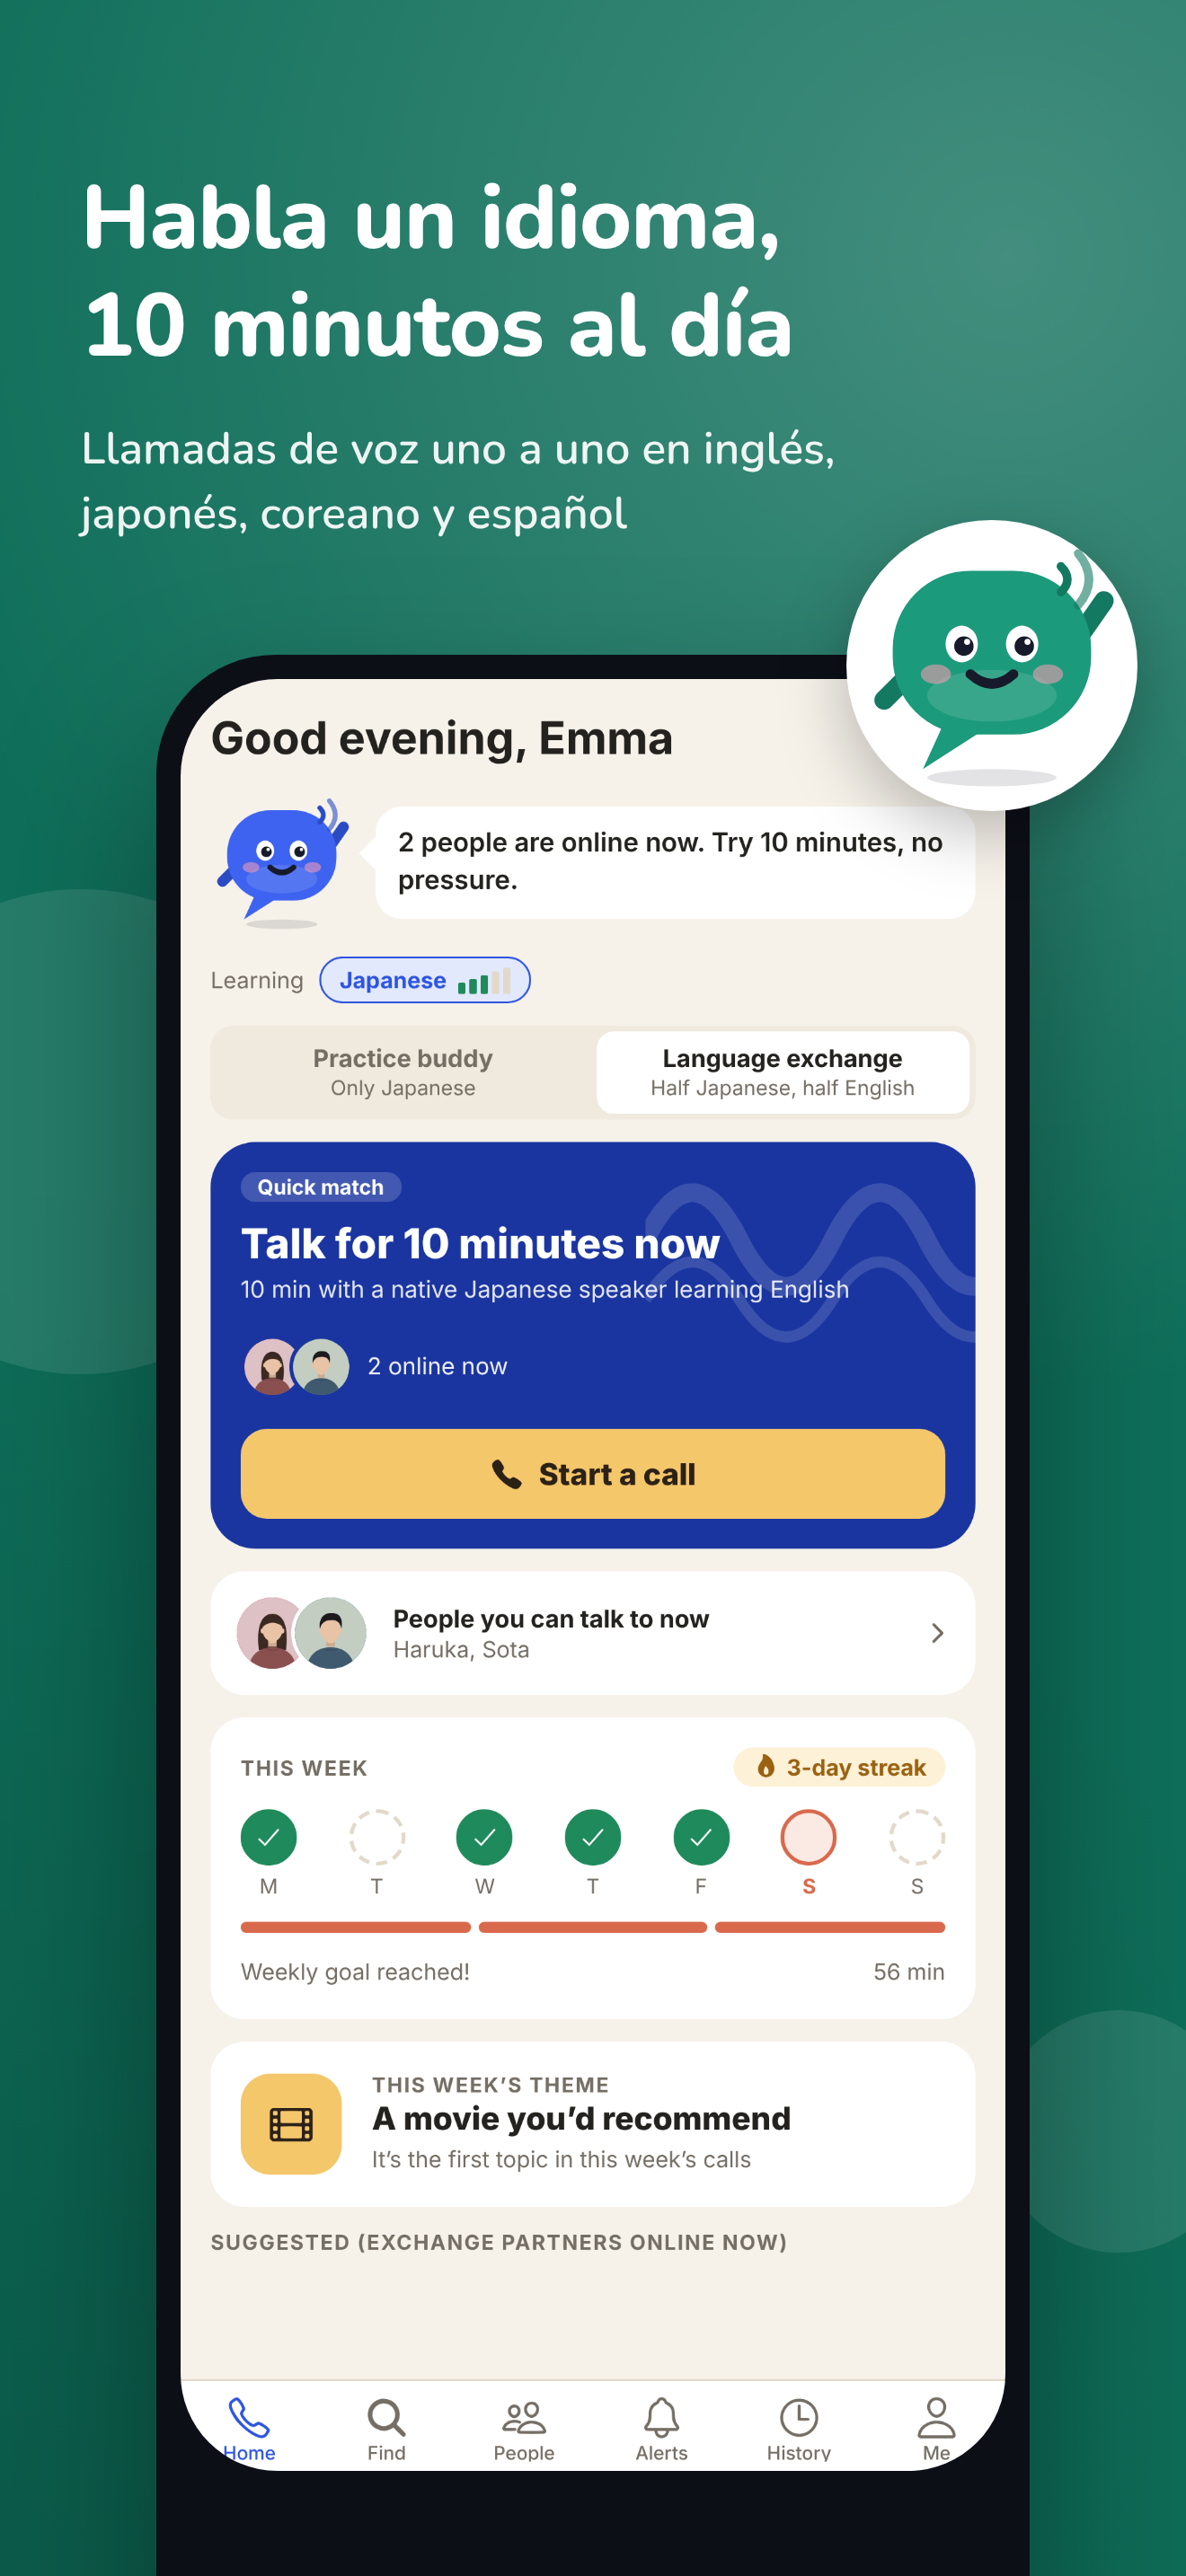 Habla un idioma,
10 minutos al día
Llamadas de voz uno a uno en inglés,
japonés, coreano y español
Good evening, Emma
2 people are online now. Try 10 minutes, no
pressure.
Learning Japanese
Practice buddy
Only Japanese
Language exchange
Half Japanese, half English
Quick match
Talk for 10 minutes now
10 min with a native Japanese speaker learning English
2 online now
Start a call
People you can talk to now
Haruka, Sota
THIS WEEK
3-day streak
M T W T F S S
Weekly goal reached!
56 min
THIS WEEK’S THEME
A movie you’d recommend
It’s the first topic in this week’s calls
SUGGESTED (EXCHANGE PARTNERS ONLINE NOW)
Home Find People Alerts History Me